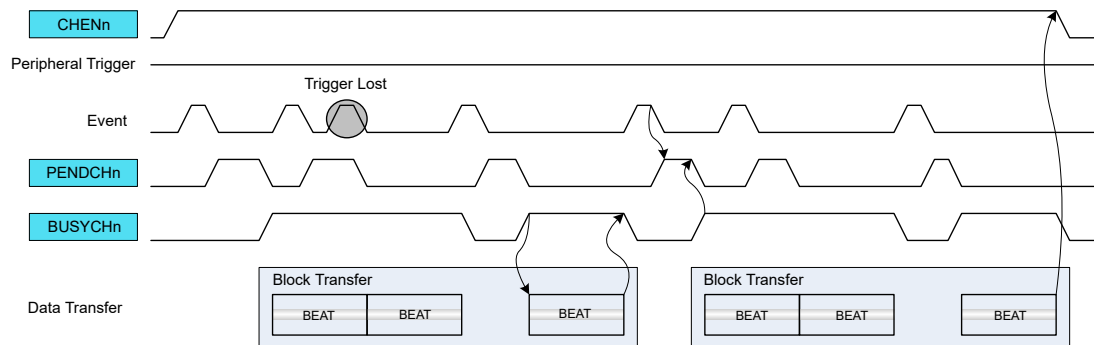 CHENn
Peripheral Trigger
Trigger Lost
Event
PENDCHn
BUSYCHn
Block Transfer
Block Transfer
Data Transfer
BEAT
BEAT
BEAT
BEAT
BEAT
BEAT